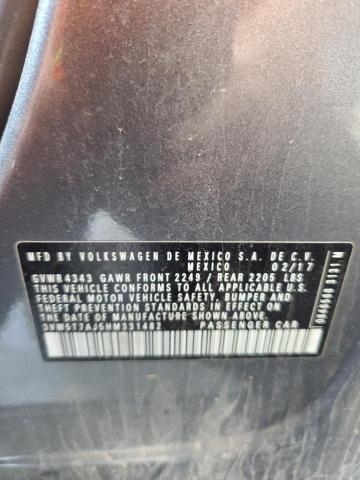 MFD BY VOLKSWAGEN DE MEXICO S.A. DE C.V.
MEXICO 02/17
GVWR4343 GAWR FRONT 2249 / REAR 2205 LBS
THIS VEHICLE CONFORMS TO ALL APPLICABLE U.S.
FEDERAL MOTOR VEHICLE SAFETY, BUMPER AND
THEFT PREVENTION STANDARDS IN EFFECT ON THE
DATE OF MANUFACTURE SHOWN ABOVE.
3VW5T7AJ5HM331482 PASSENGER CAR